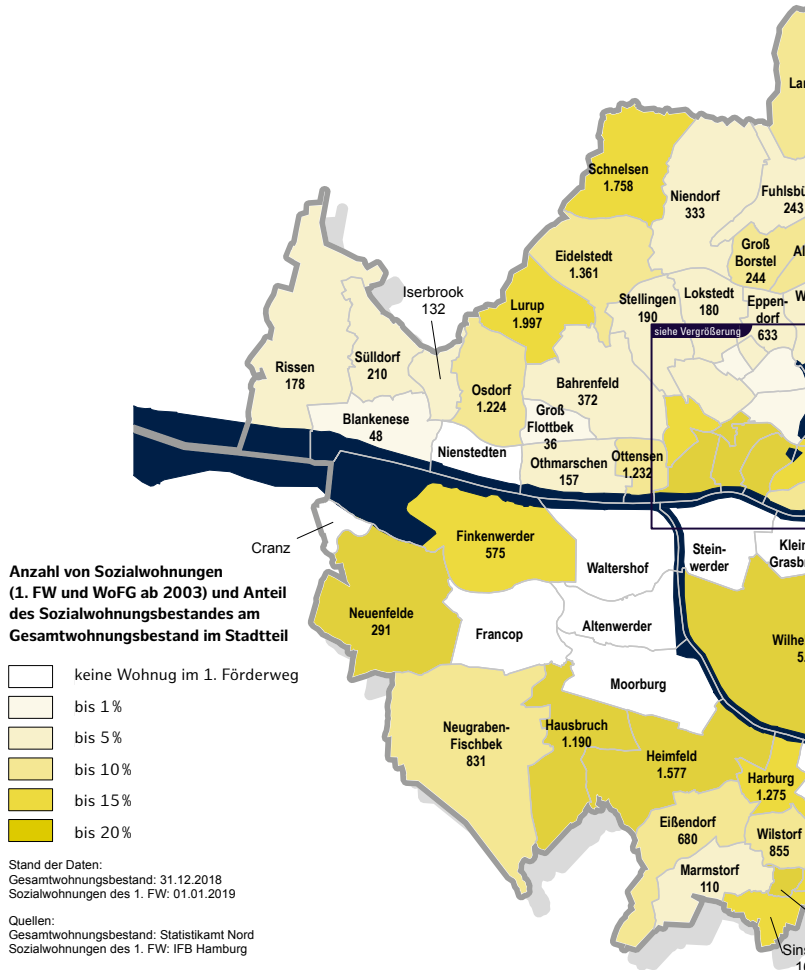 Lan
Schnelsen
1.758
Niendorf
333
Fuhlsbü
243
Groß
Borstel
244
Al
Eidelstedt
1.361
Iserbrook
132
Lurup
1.997
Stellingen
190
Lokstedt
180
Eppen-
dorf
633
W
siehe Vergrößerung
Rissen
178
Sülldorf
210
Osdorf
1.224
Bahrenfeld
372
Groß
Flottbek
36
Blankenese
48
Nienstedten
Othmarschen
157
Ottensen
1.232
Cranz
Finkenwerder
575
Waltershof
Stein-
werder
Klein
Grasbr
Neuenfelde
291
Francop
Altenwerder
Wilhe
5.
Moorburg
Neugraben-
Fischbek
831
Hausbruch
1.190
Heimfeld
1.577
Harburg
1.275
Eißendorf
680
Wilstorf
855
Marmstorf
110
Sins
Anzahl von Sozialwohnungen
(1. FW und WoFG ab 2003) und Anteil
des Sozialwohnungsbestandes am
Gesamtwohnungsbestand im Stadtteil
keine Wohnug im 1. Förderweg
bis 1%
bis 5%
bis 10%
bis 15%
bis 20%
Stand der Daten:
Gesamtwohnungsbestand: 31.12.2018
Sozialwohnungen des 1. FW: 01.01.2019
Quellen:
Gesamtwohnungsbestand: Statistikamt Nord
Sozialwohnungen des 1. FW: IFB Hamburg